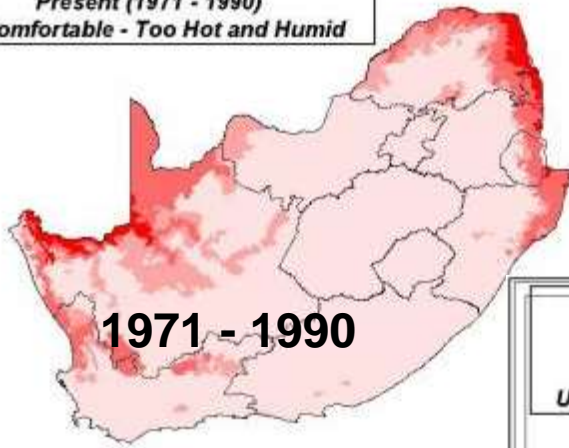 Present (1971 - 1990)
omfortable - Too Hot and Humid
1971 - 1990
U